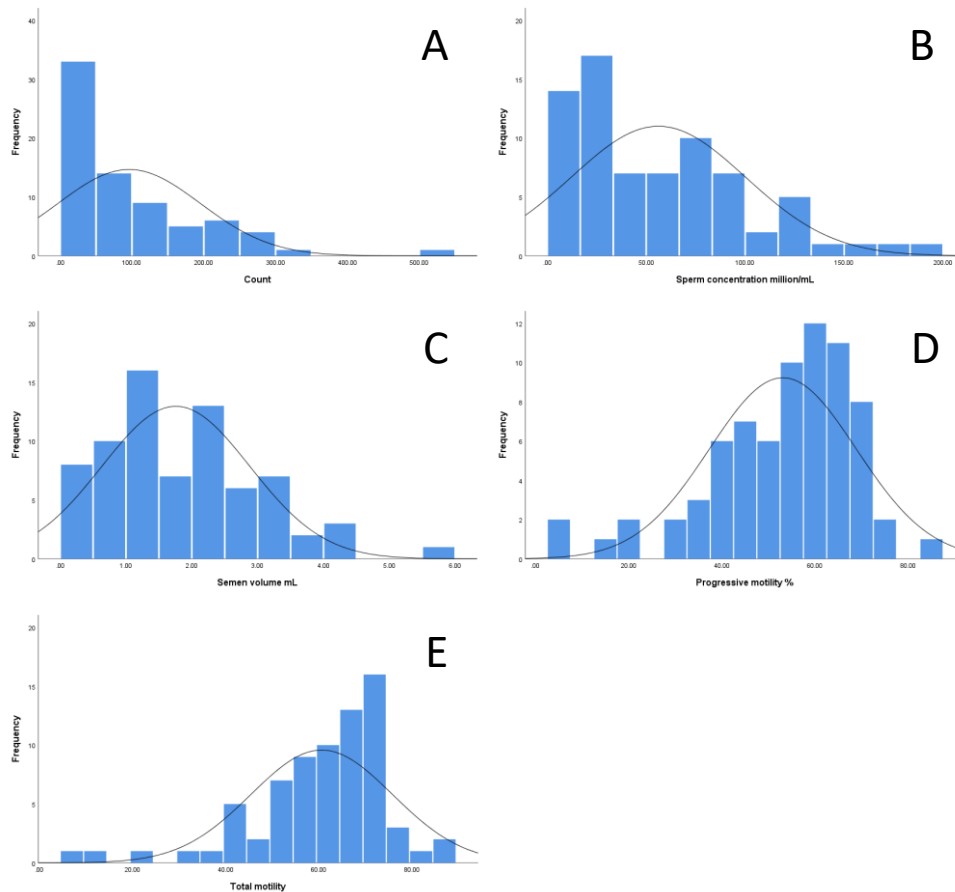 A
Frequency
40
30
20
10
0
.00 100.00 200.00 300.00 400.00 500.00
Count
B
Frequency
20
15
10
5
0
.00 50.00 100.00 150.00 200.00
Sperm concentration million/mL
C
Frequency
20
15
10
5
0
.00 1.00 2.00 3.00 4.00 5.00 6.00
Semen volume mL
D
Frequency
12
10
8
6
4
2
0
.00 20.00 40.00 60.00 80.00
Progressive motility %
E
Frequency
20
15
10
5
0
.00 20.00 40.00 60.00 80.00
Total motility